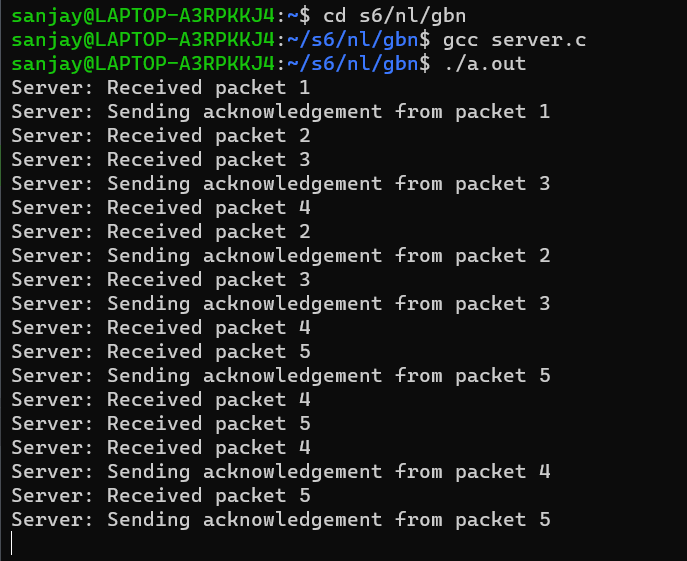 sanjay@LAPTOP-A3RPKKJ4:~$ cd s6/nl/gbn
sanjay@LAPTOP-A3RPKKJ4:~/s6/nl/gbn$ gcc server.c
sanjay@LAPTOP-A3RPKKJ4:~/s6/nl/gbn$ ./a.out
Server: Received packet 1
Server: Sending acknowledgement from packet 1
Server: Received packet 2
Server: Received packet 3
Server: Sending acknowledgement from packet 3
Server: Received packet 4
Server: Received packet 2
Server: Sending acknowledgement from packet 2
Server: Received packet 3
Server: Sending acknowledgement from packet 3
Server: Received packet 4
Server: Received packet 5
Server: Sending acknowledgement from packet 5
Server: Received packet 4
Server: Received packet 5
Server: Received packet 4
Server: Sending acknowledgement from packet 4
Server: Received packet 5
Server: Sending acknowledgement from packet 5